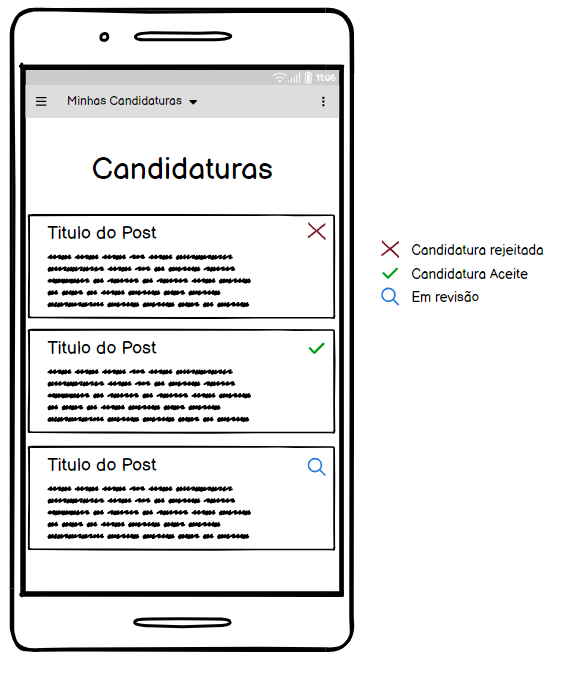 11:06
Minhas Candidaturas
Candidaturas
Titulo do Post
Titulo do Post
Titulo do Post
Candidatura rejeitada
Candidatura Aceite
Em revisão